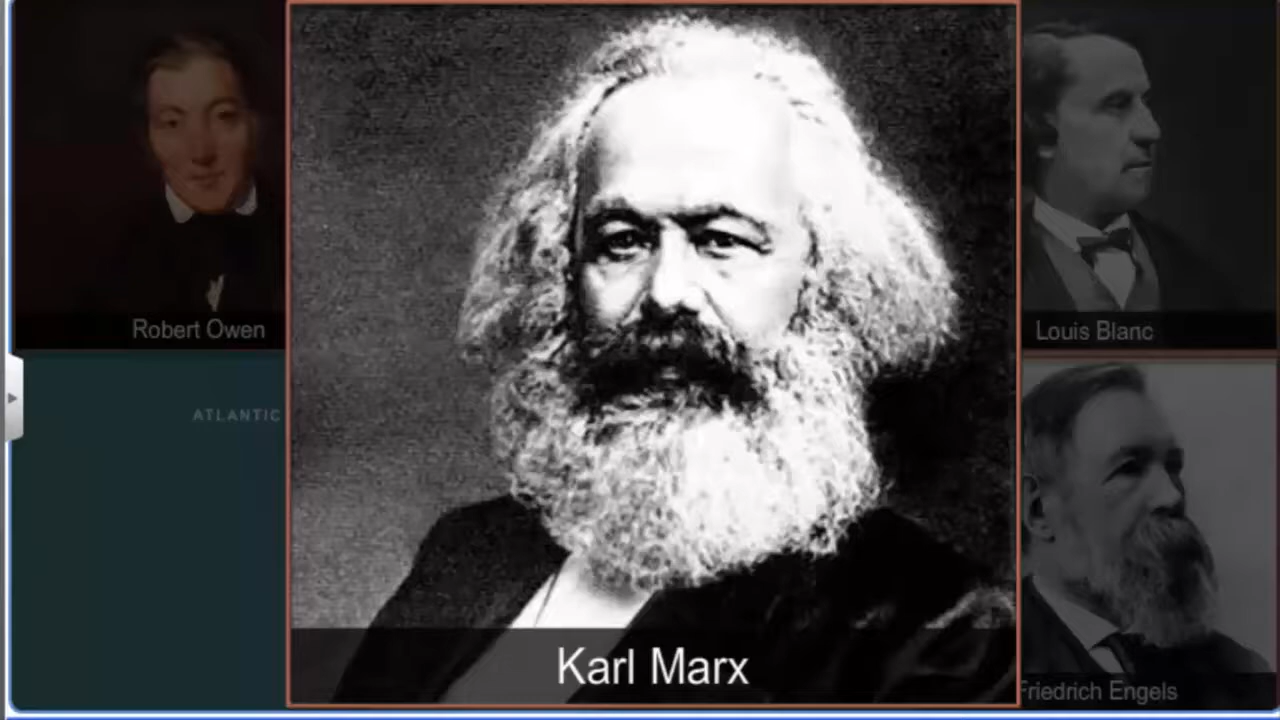 Robert Owen
Louis Blanc
ATLANTIC
Karl Marx
Friedrich Engels